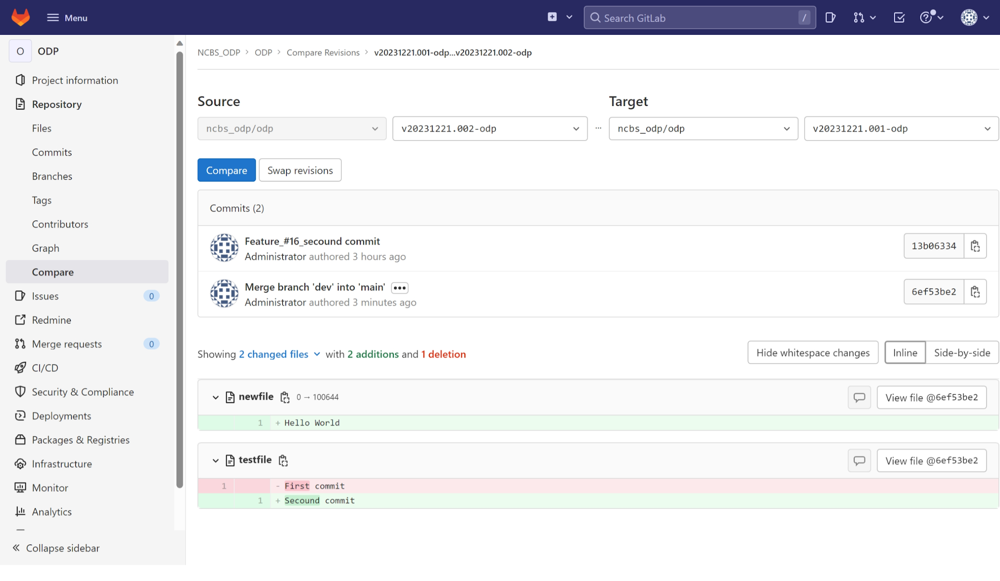 Menu
Search GitLab /
O ODP
Project information
Repository
Files
Commits
Branches
Tags
Contributors
Graph
Compare
Issues 0
Redmine
Merge requests 0
CI/CD
Security & Compliance
Deployments
Packages & Registries
Infrastructure
Monitor
Analytics
Collapse sidebar
NCBS_ODP > ODP > Compare Revisions > v20231221.001-odp...v20231221.002-odp
Source Target
ncbs_odp/odp v20231221.002-odp ... ncbs_odp/odp v20231221.001-odp
Compare Swap revisions
Commits (2)
Feature_#16_secound commit
Administrator authored 3 hours ago
13b06334
Merge branch 'dev' into 'main'
Administrator authored 3 minutes ago
6ef53be2
Showing 2 changed files with 2 additions and 1 deletion
Hide whitespace changes Inline Side-by-side
newfile 0 → 100644 View file @6ef53be2
1 + Hello World
testfile View file @6ef53be2
1 - First commit
1 + Secound commit